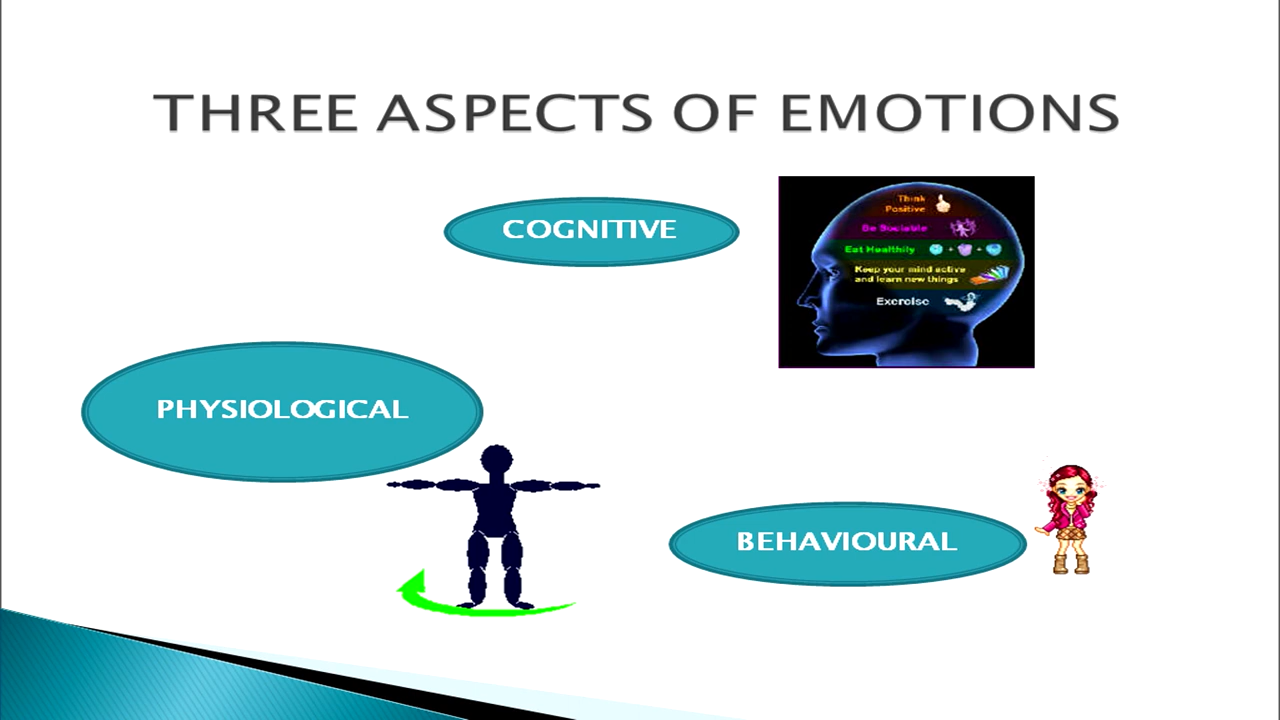 THREE ASPECTS OF EMOTIONS
COGNITIVE
Think
Positive
Be Sociable
Eat Healthily
Keep your mind active
and learn new things
Exercise
PHYSIOLOGICAL
BEHAVIOURAL